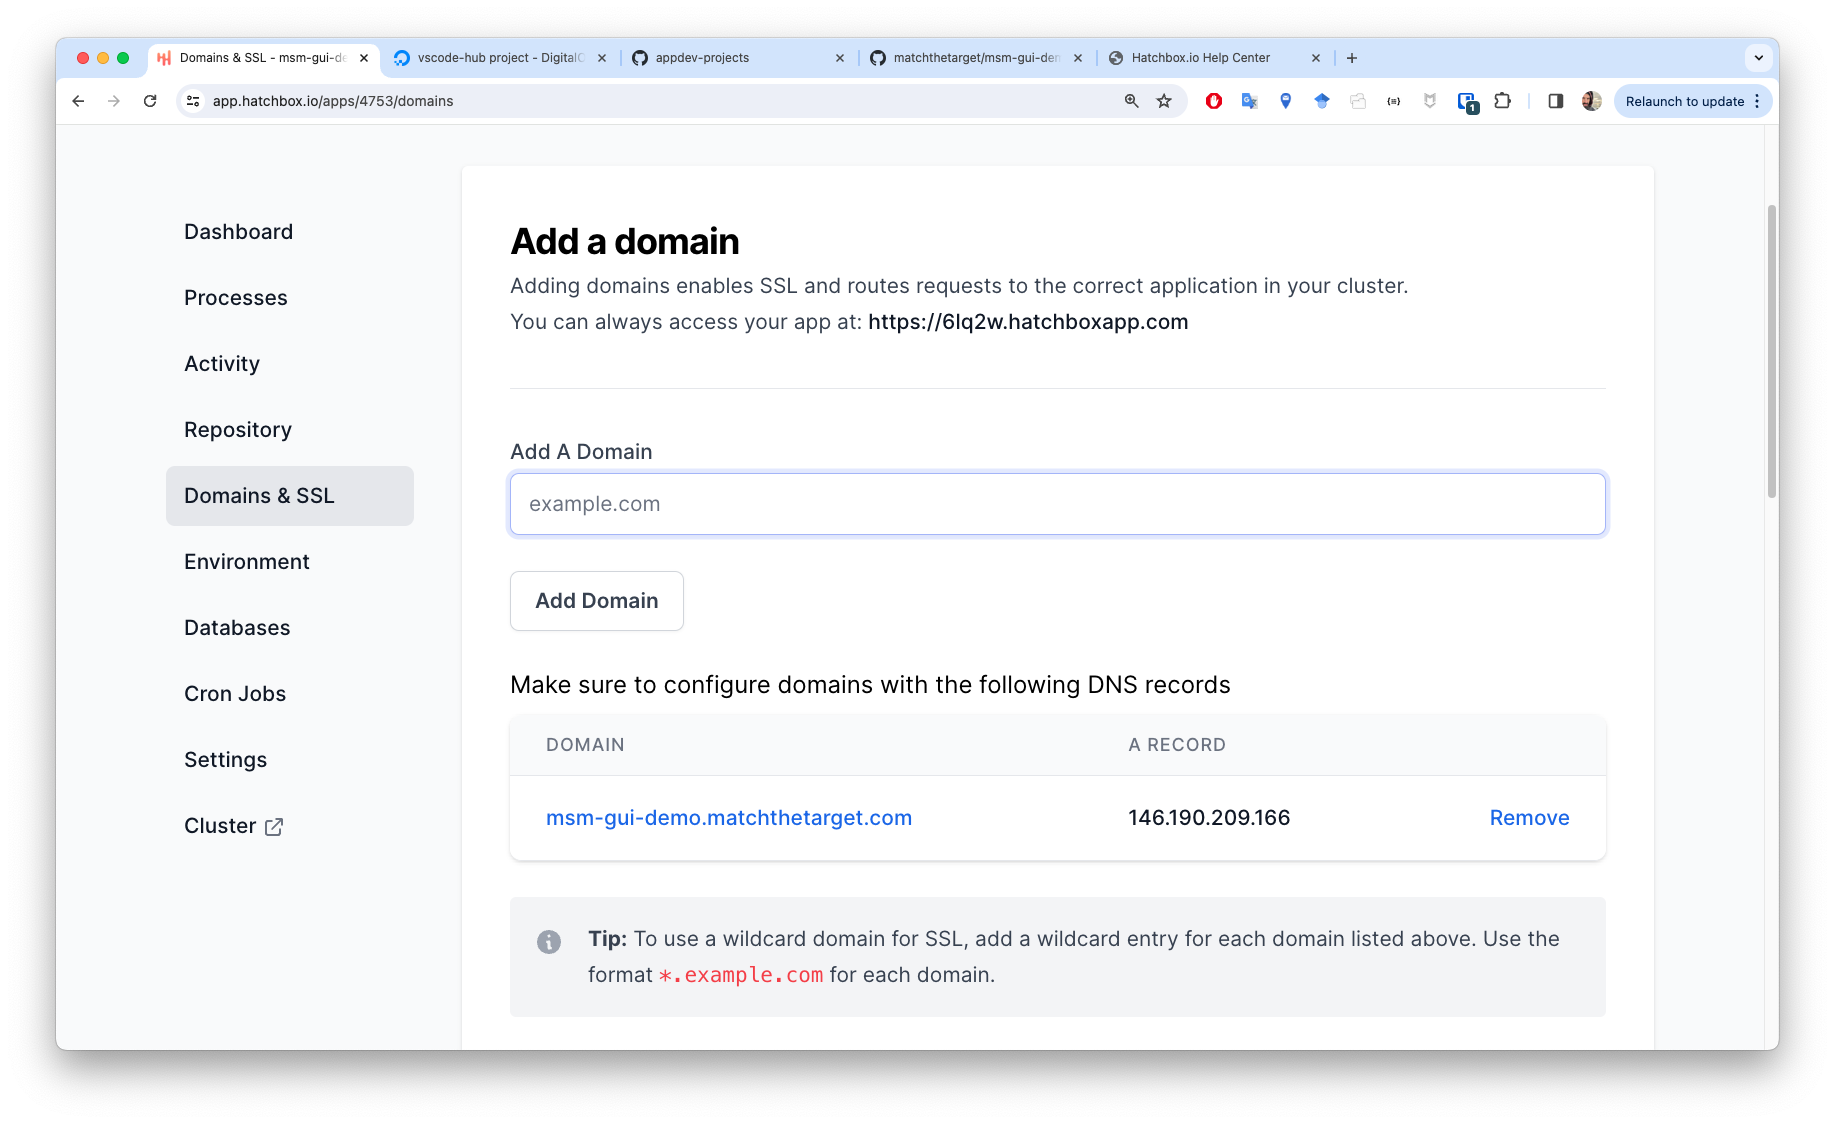 Domains & SSL - msm-gui-de
vscode-hub project - DigitalO
appdev-projects
matchthetarget/msm-gui-dem
Hatchbox.io Help Center
app.hatchbox.io/apps/4753/domains
1
Relaunch to update
Dashboard
Processes
Activity
Repository
Domains & SSL
Environment
Databases
Cron Jobs
Settings
Cluster
Add a domain
Adding domains enables SSL and routes requests to the correct application in your cluster.
You can always access your app at: https://6lq2w.hatchboxapp.com
Add A Domain
example.com
Add Domain
Make sure to configure domains with the following DNS records
DOMAIN A RECORD
msm-gui-demo.matchthetarget.com 146.190.209.166 Remove
Tip: To use a wildcard domain for SSL, add a wildcard entry for each domain listed above. Use the
format *.example.com for each domain.